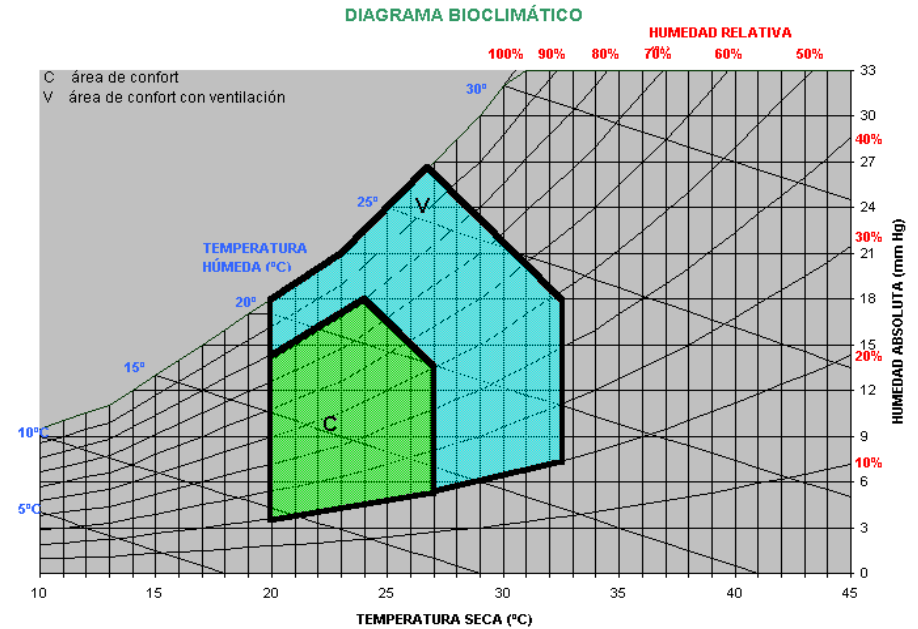 DIAGRAMA BIOCLIMÁTICO
HUMEDAD RELATIVA
100% 90% 80% 70% 60% 50%
C área de confort
V área de confort con ventilación
33
30º
30
40%
27
25º
V
24
30%
TEMPERATURA
HÚMEDA (ºC)
21
20º
18
15
20%
15º
12
C
10ºC
9
10%
6
5ºC
3
0
HUMEDAD ABSOLUTA (mm Hg)
10 15 20 25 30 35 40 45
TEMPERATURA SECA (ºC)